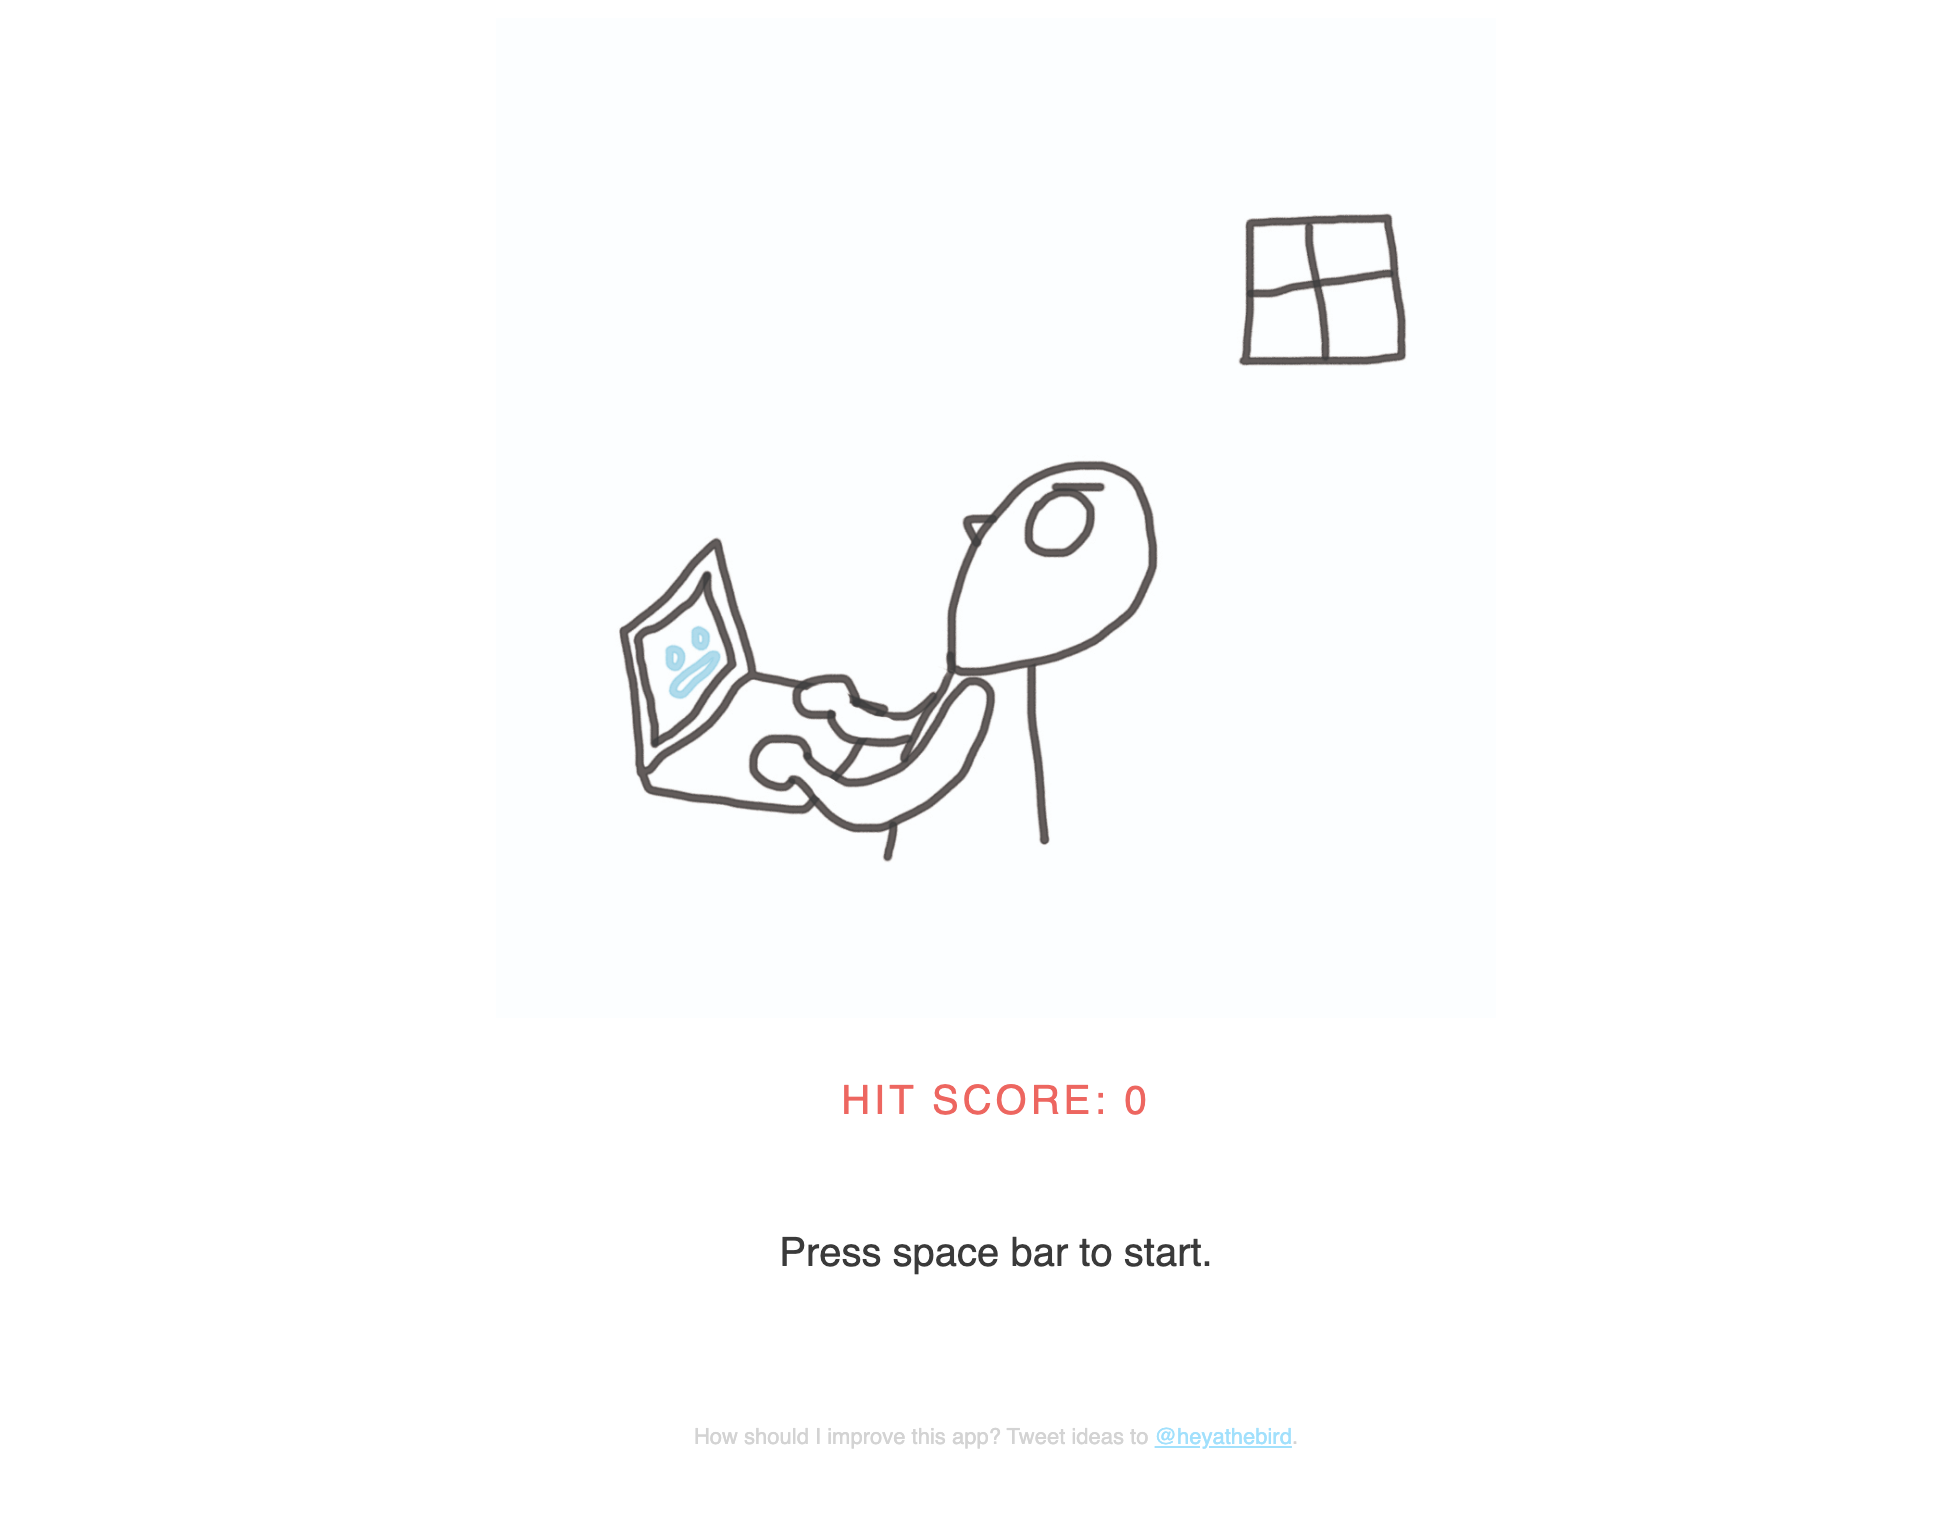 HIT SCORE: 0
Press space bar to start.
How should I improve this app? Tweet ideas to @heyathebird.